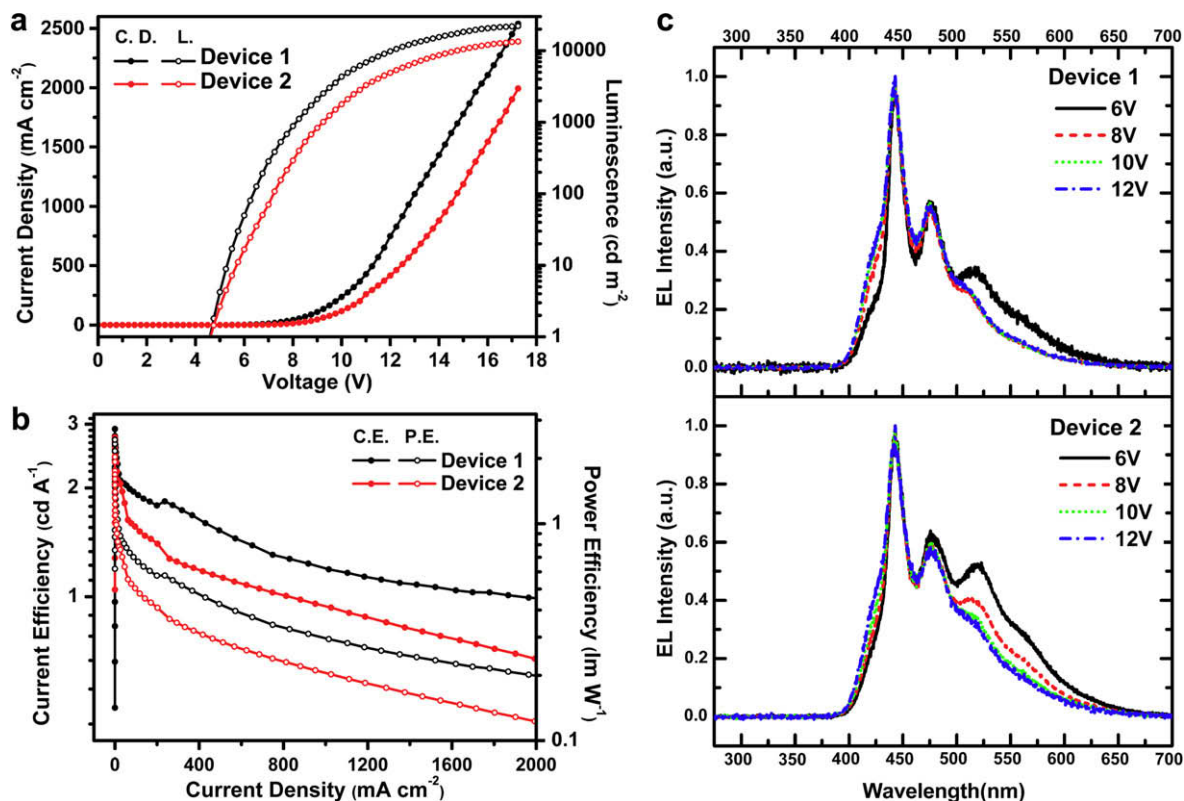 a
C. D. L.
Device 1
Device 2
2500
2000
1500
1000
500
0
Current Density (mA cm-2)
10000
1000
100
10
1
Luminescence (cd m-2)
0 2 4 6 8 10 12 14 16 18
Voltage (V)
b
C.E. P.E.
Device 1
Device 2
3
2
1
Current Efficiency (cd A-1)
1
0.1
Power Efficiency (lm W-1)
0 400 800 1200 1600 2000
Current Density (mA cm-2)
c
300 350 400 450 500 550 600 650 700
Device 1
6V
8V
10V
12V
1.0
0.8
0.6
0.4
0.2
0.0
EL Intensity (a.u.)
Device 2
6V
8V
10V
12V
1.0
0.8
0.6
0.4
0.2
0.0
EL Intensity (a.u.)
300 350 400 450 500 550 600 650 700
Wavelength(nm)